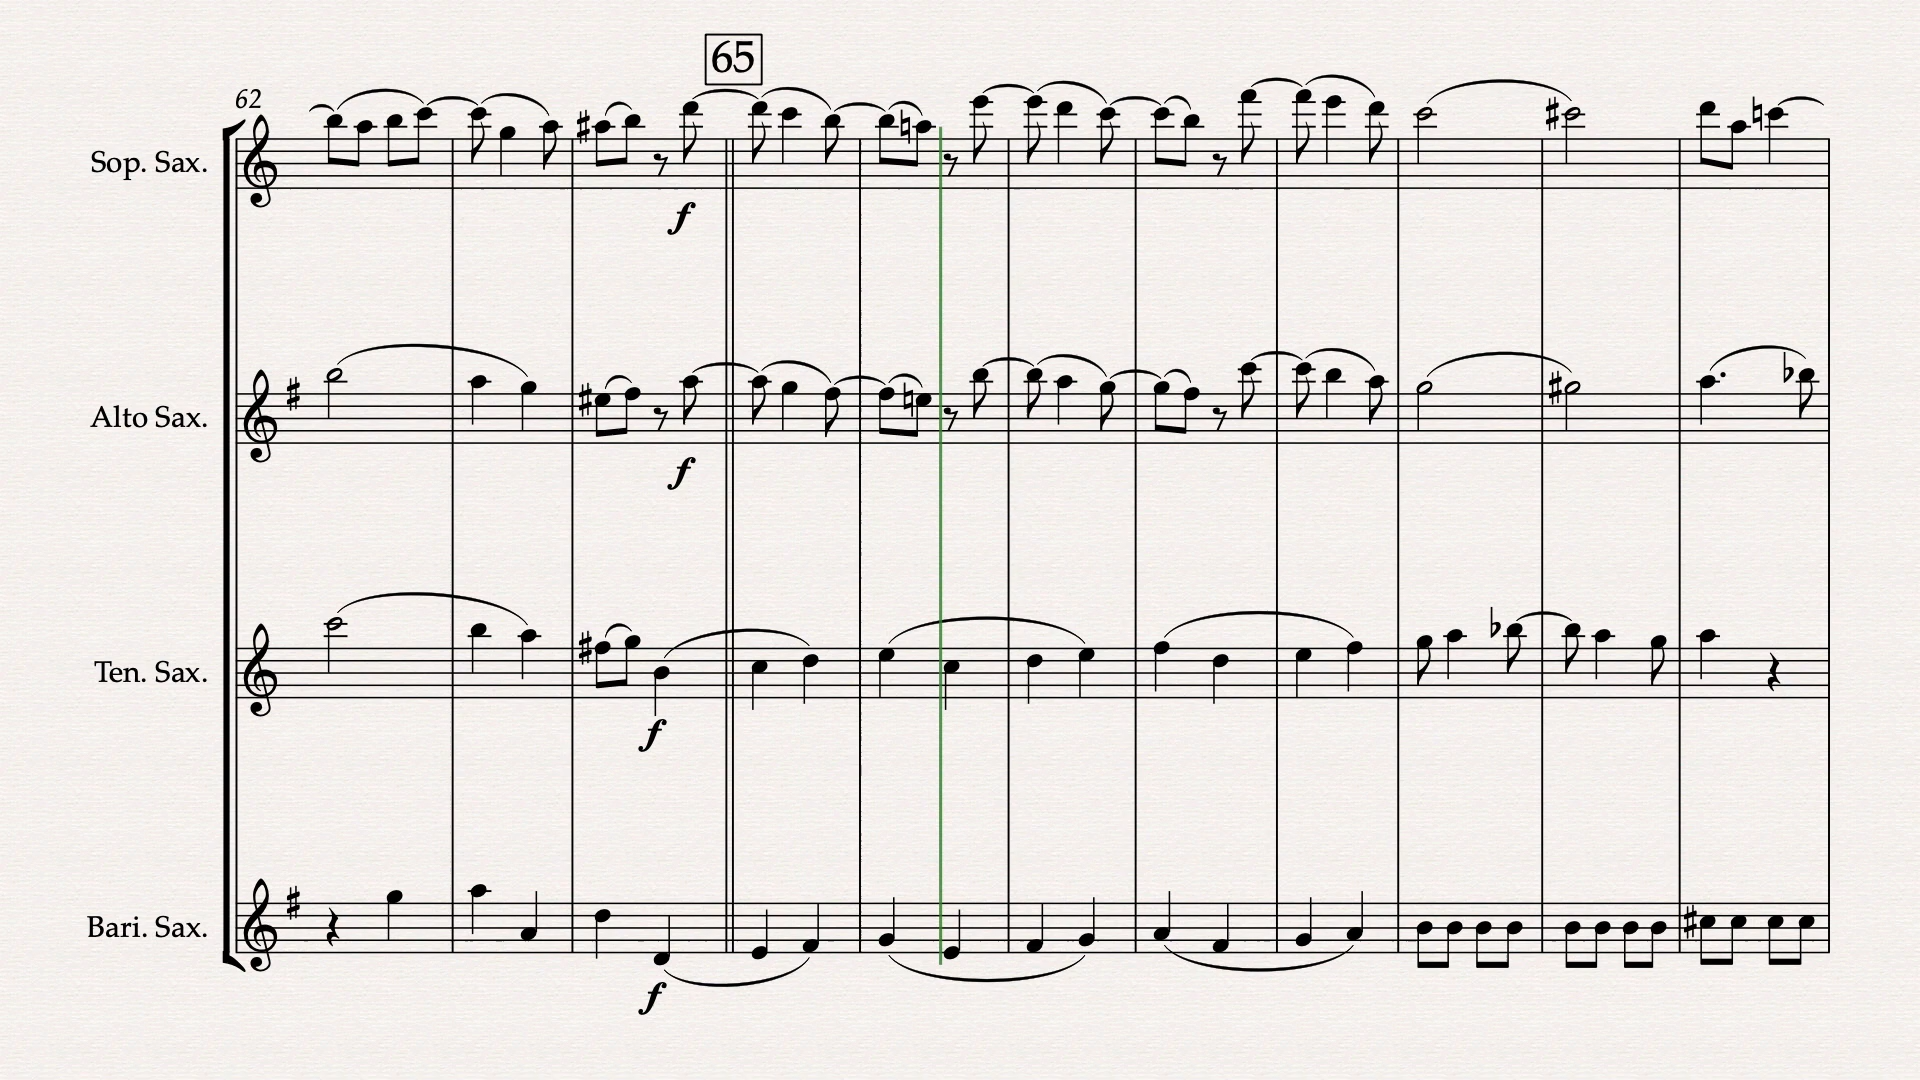 65
62
Sop. Sax.
f
Alto Sax.
f
Ten. Sax.
f
Bari. Sax.
f